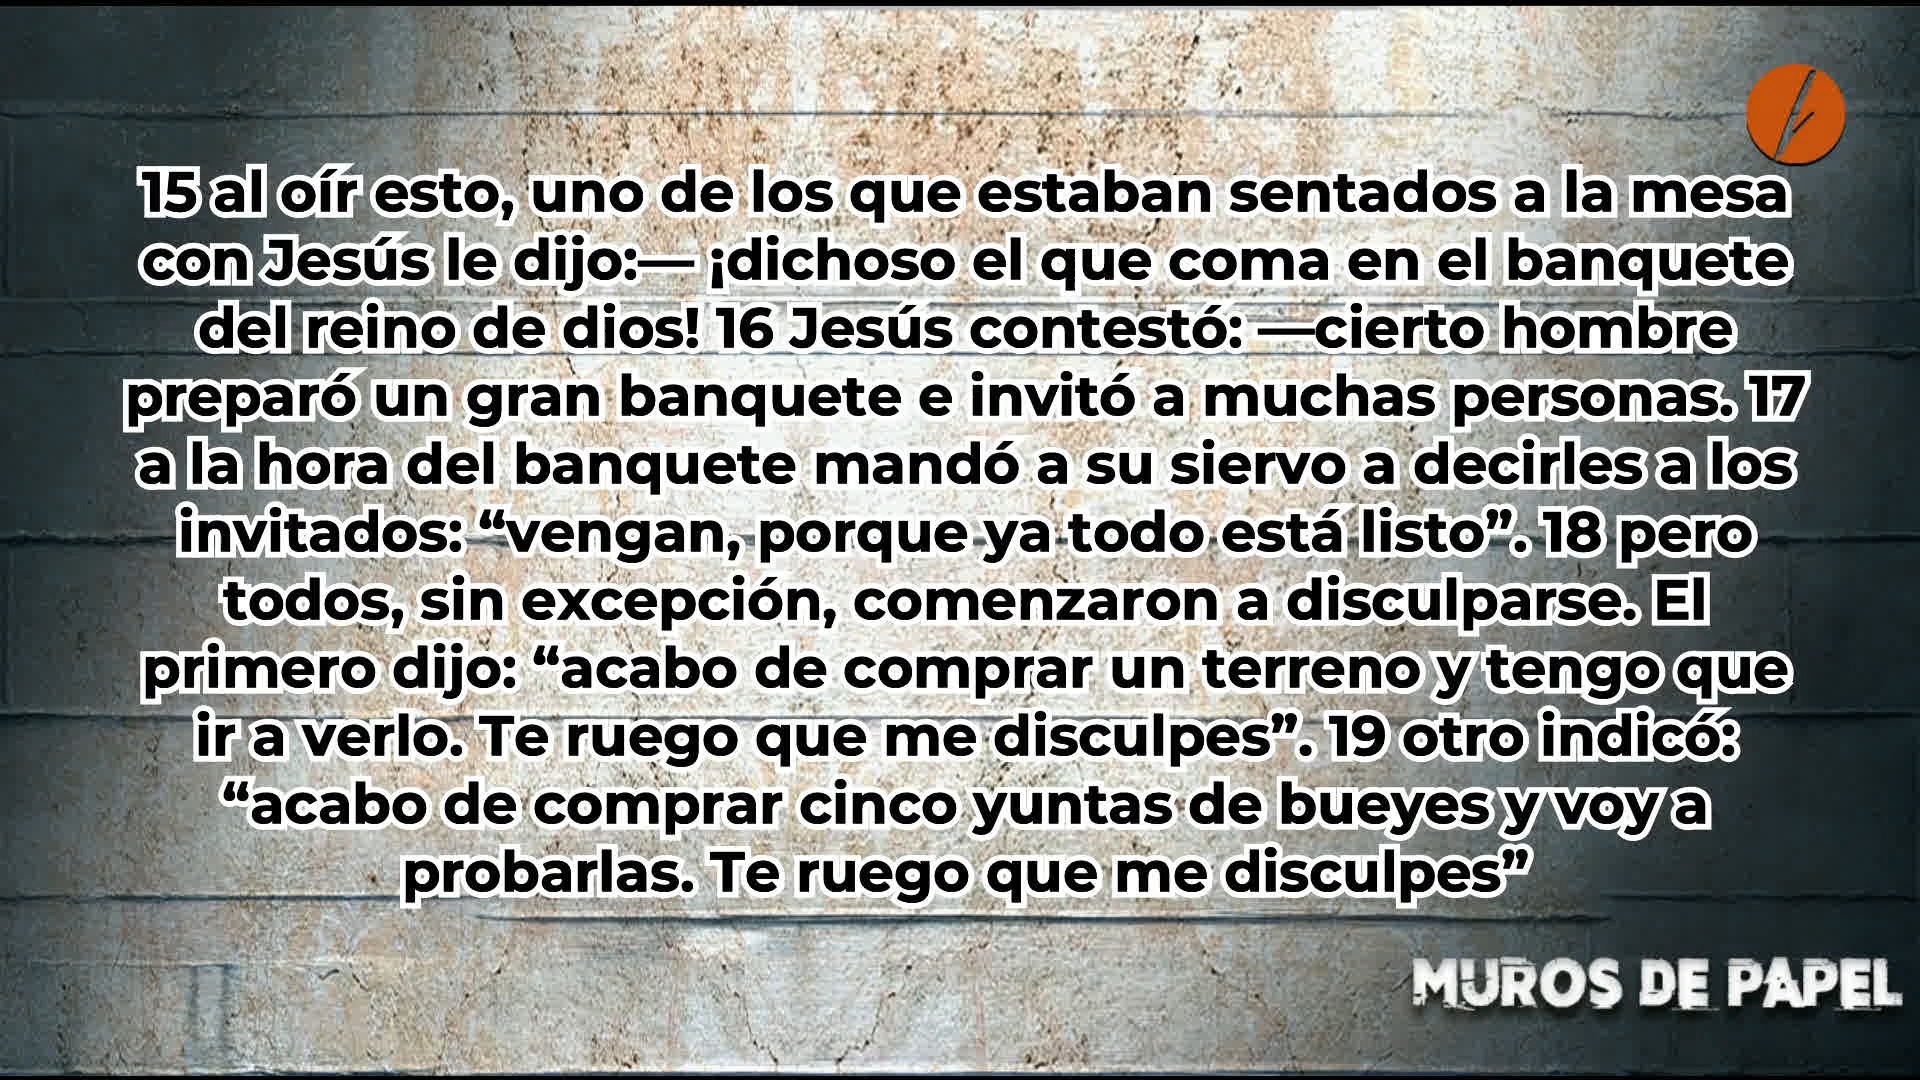 15 al oír esto, uno de los que estaban sentados a la mesa
con Jesús le dijo:— ¡dichoso el que coma en el banquete
del reino de dios! 16 Jesús contestó: —cierto hombre
preparó un gran banquete e invitó a muchas personas. 17
a la hora del banquete mandó a su siervo a decirles a los
invitados: “vengan, porque ya todo está listo”. 18 pero
todos, sin excepción, comenzaron a disculparse. El
primero dijo: “acabo de comprar un terreno y tengo que
ir a verlo. Te ruego que me disculpes”. 19 otro indicó:
“acabo de comprar cinco yuntas de bueyes y voy a
probarlas. Te ruego que me disculpes”
MUROS DE PAPEL